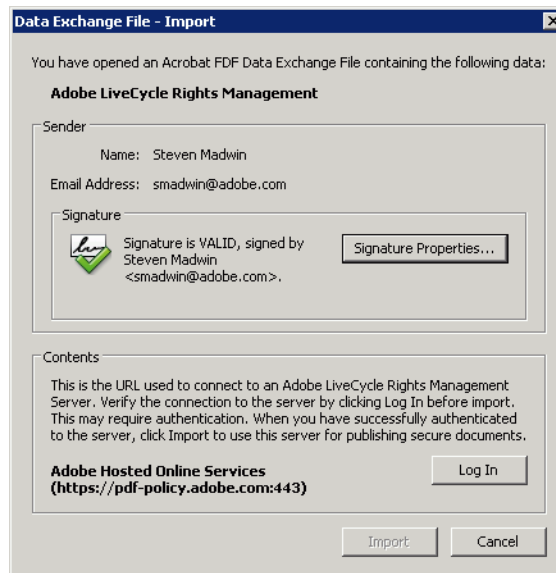 Data Exchange File - Import
You have opened an Acrobat FDF Data Exchange File containing the following data:
Adobe LiveCycle Rights Management
Sender
Name: Steven Madwin
Email Address: smadwin@adobe.com
Signature
Signature is VALID, signed by
Steven Madwin
<smadwin@adobe.com>.
Signature Properties...
Contents
This is the URL used to connect to an Adobe LiveCycle Rights Management
Server. Verify the connection to the server by clicking Log In before import.
This may require authentication. When you have successfully authenticated
to the server, click Import to use this server for publishing secure documents.
Adobe Hosted Online Services
(https://pdf-policy.adobe.com:443)
Log In
Import
Cancel